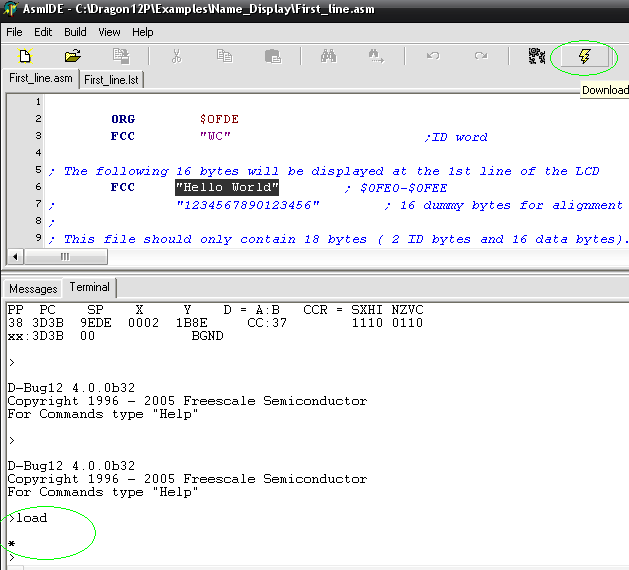 AsmIDE - C:\Dragon12P\Examples\Name_Display\First_line.asm
File Edit Build View Help
Download
First_line.asm First_line.lst
1
2 ORG $0FDE
3 FCC "WC" ;ID word
4
5 ; The following 16 bytes will be displayed at the 1st line of the LCD
6 FCC "Hello World" ; $0FE0-$0FEE
7 ; "1234567890123456" ; 16 dummy bytes for alignment
8 ;
9 ; This file should only contain 18 bytes ( 2 ID bytes and 16 data bytes).
Messages Terminal
PP PC SP X Y D = A:B CCR = SXHI NZVC
38 3D3B 9EDE 0002 1B8E CC:37 1110 0110
xx:3D3B 00 BGND
>
D-Bug12 4.0.0b32
Copyright 1996 - 2005 Freescale Semiconductor
For Commands type "Help"
>
D-Bug12 4.0.0b32
Copyright 1996 - 2005 Freescale Semiconductor
For Commands type "Help"
>load
*
>